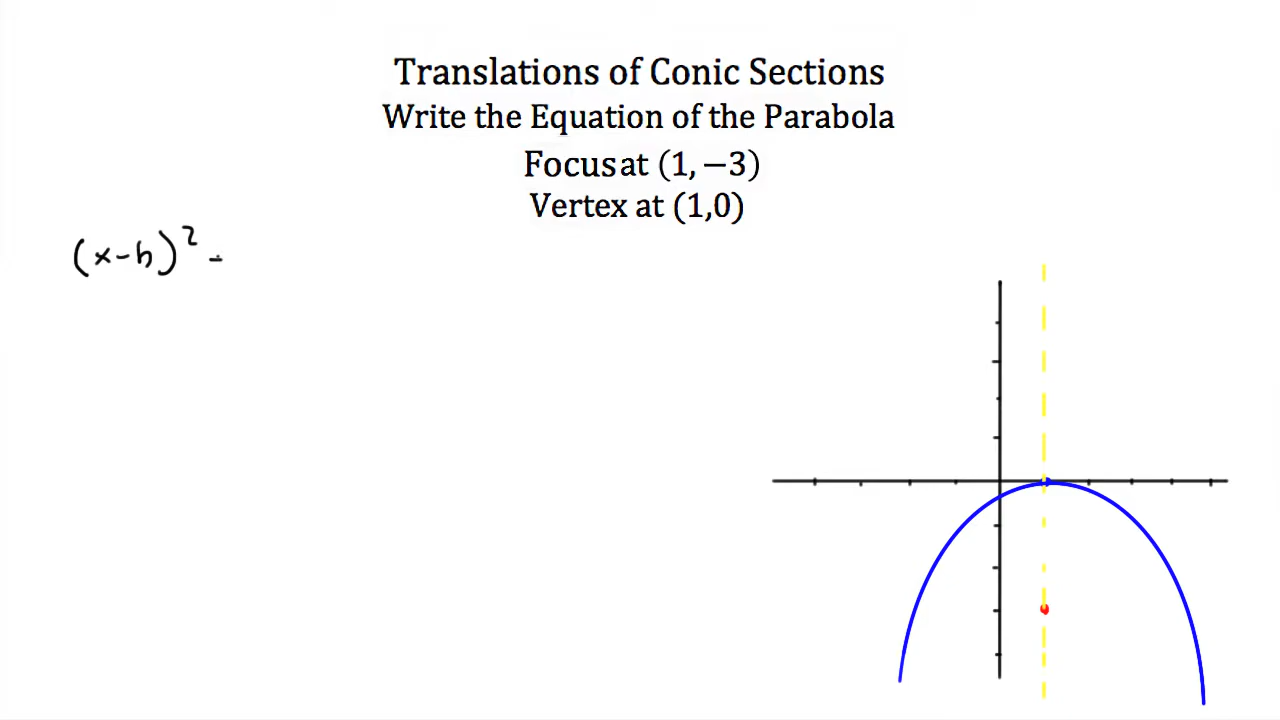 Translations of Conic Sections
Write the Equation of the Parabola
Focus at (1, −3)
Vertex at (1,0)
(x-h)² =